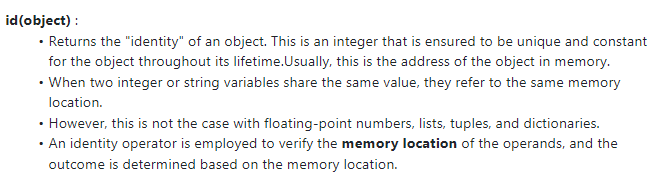 id(object) :
• Returns the "identity" of an object. This is an integer that is ensured to be unique and constant
for the object throughout its lifetime.Usually, this is the address of the object in memory.
• When two integer or string variables share the same value, they refer to the same memory
location.
• However, this is not the case with floating-point numbers, lists, tuples, and dictionaries.
• An identity operator is employed to verify the memory location of the operands, and the
outcome is determined based on the memory location.